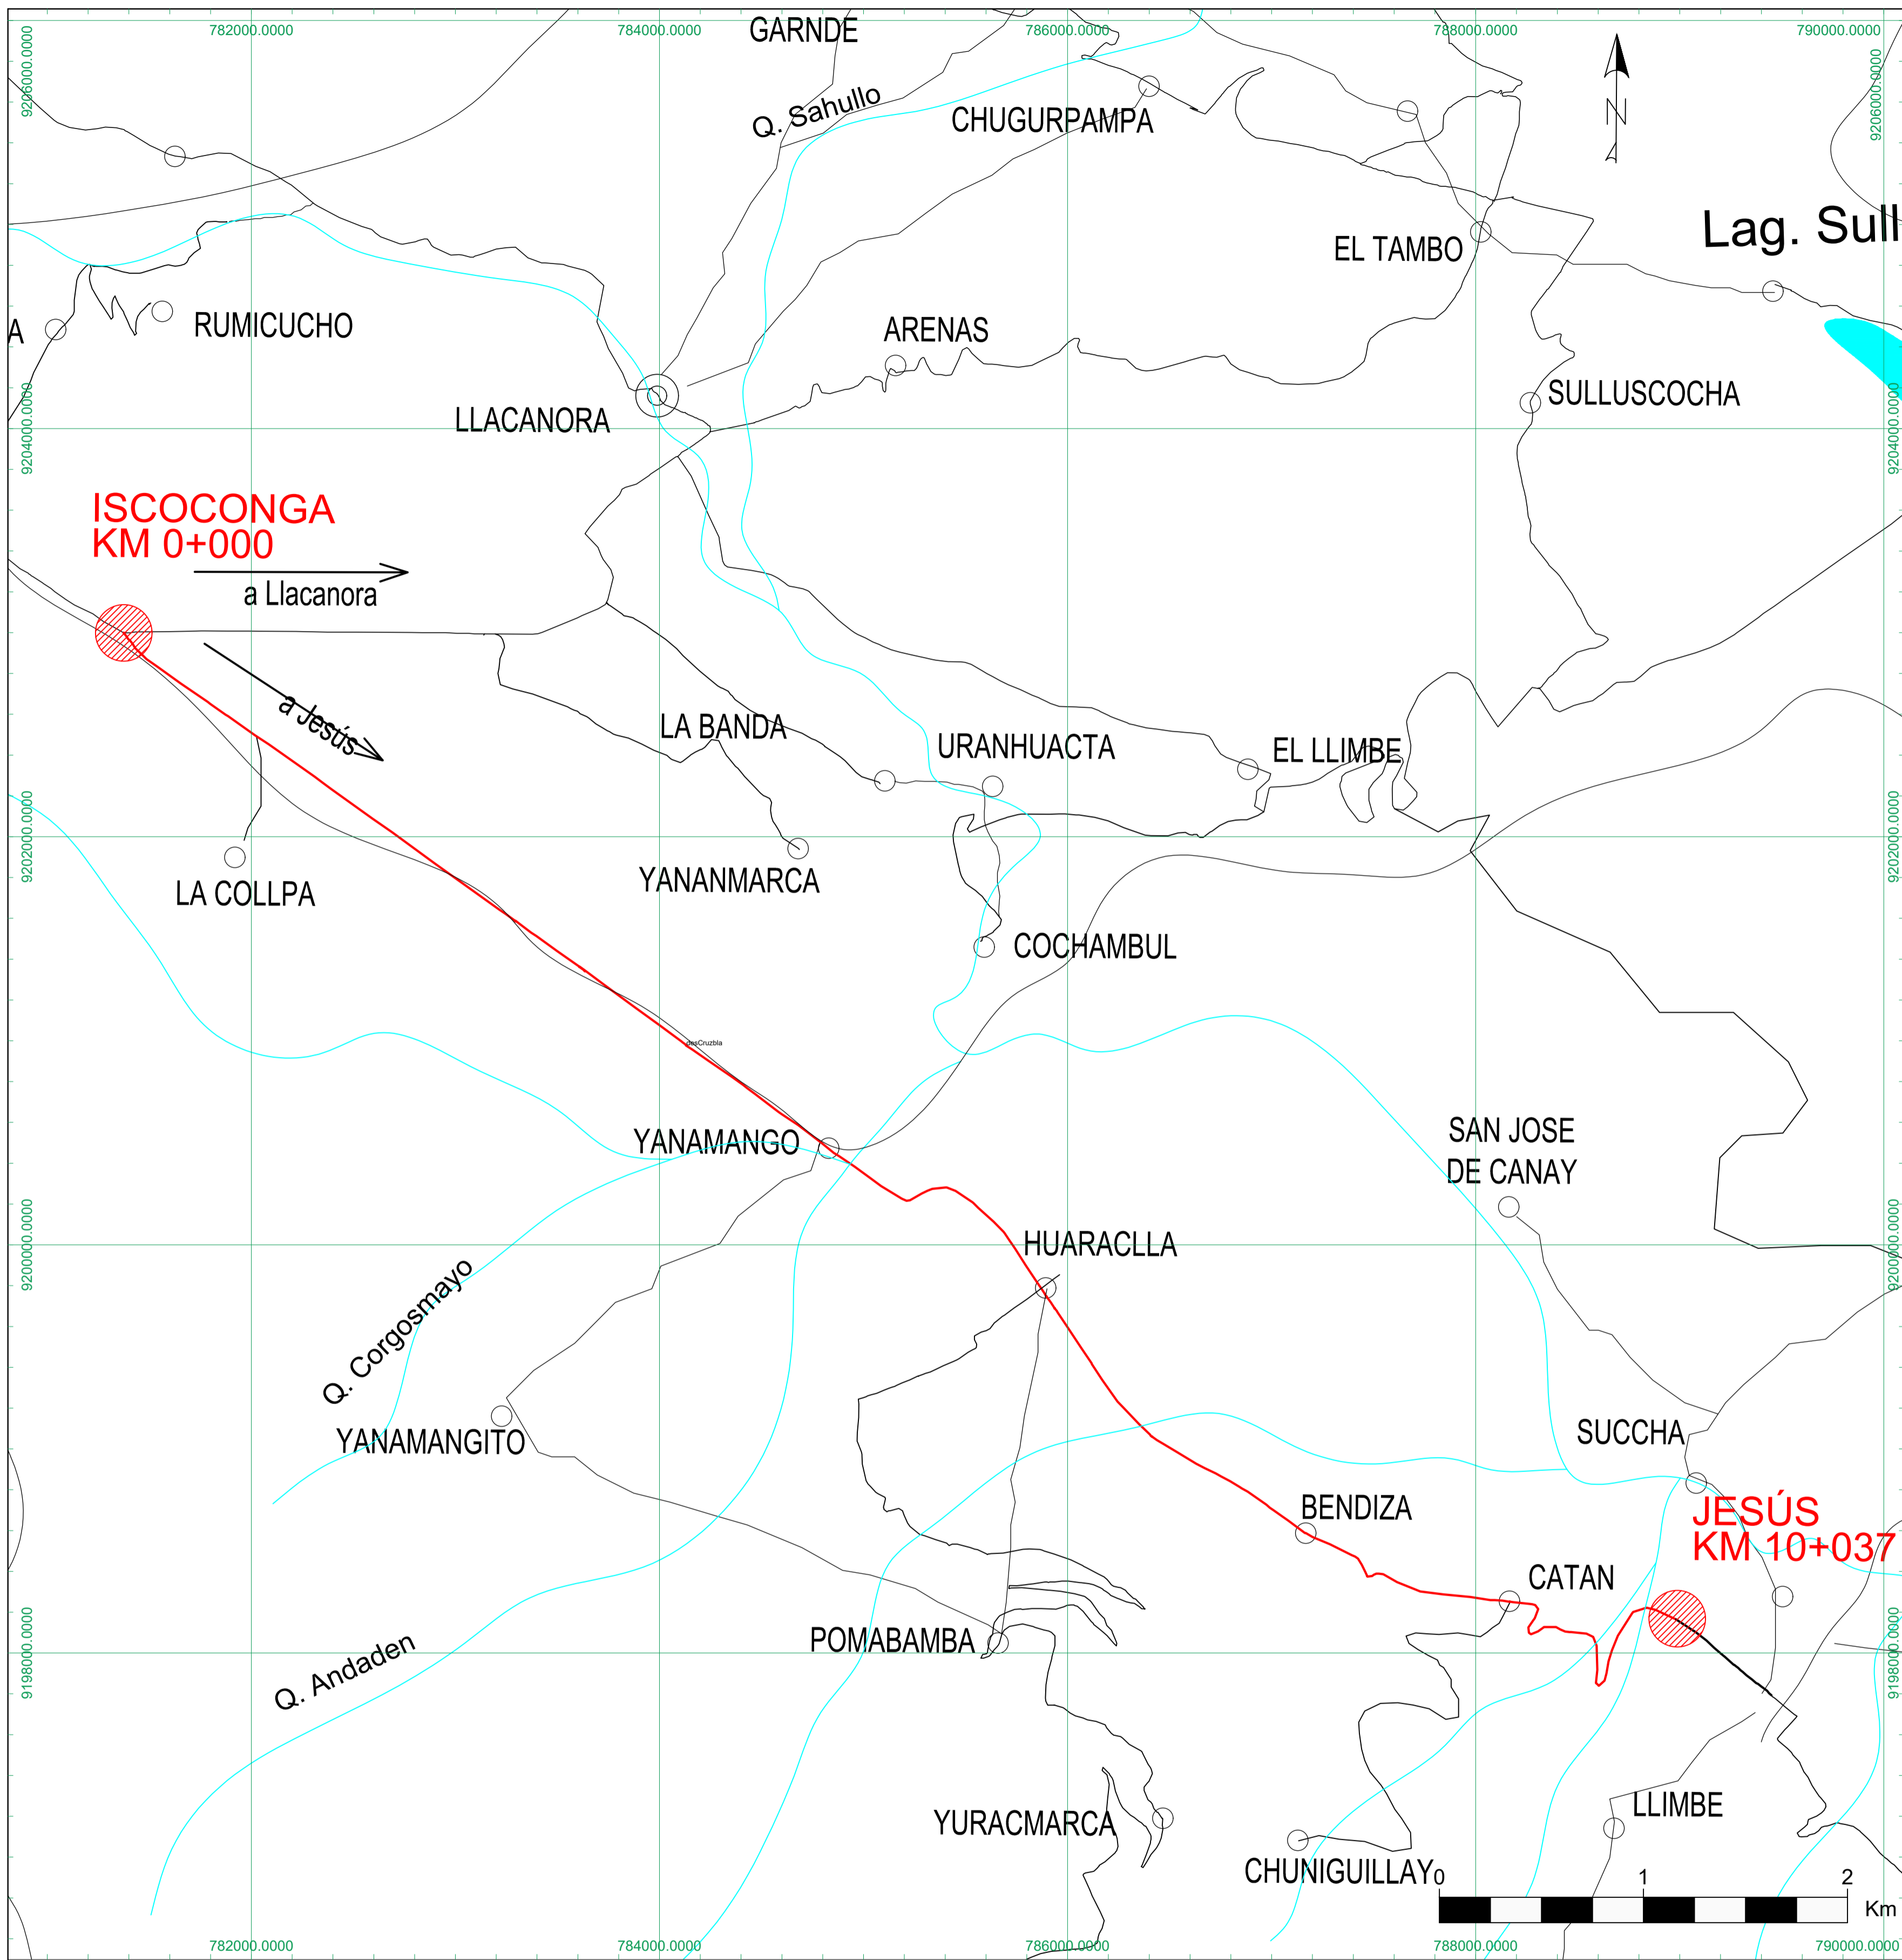 782000.0000
784000.0000
786000.0000
788000.0000
790000.0000
9206000.0000
9206000.0000
GARNDE
Q. Sahullo
CHUGURPAMPA
N
EL TAMBO
Lag. Sull
A
RUMICUCHO
ARENAS
LLACANORA
SULLUSCOCHA
9204000.0000
9204000.0000
ISCOCONGA
KM 0+000
a Llacanora
a Jesús
LA BANDA
URANHUACTA
EL LLIMBE
9202000.0000
9202000.0000
LA COLLPA
YANANMARCA
COCHAMBUL
desCruzbla
YANAMANGO
SAN JOSE
DE CANAY
9200000.0000
9200000.0000
HUARACLLA
Q. Corgosmayo
YANAMANGITO
SUCCHA
BENDIZA
JESÚS
KM 10+037
CATAN
POMABAMBA
9198000.0000
9198000.0000
Q. Andaden
YURACMARCA
LLIMBE
CHUNIGUILLAY
0 1 2
Km
782000.0000
784000.0000
786000.0000
788000.0000
790000.0000